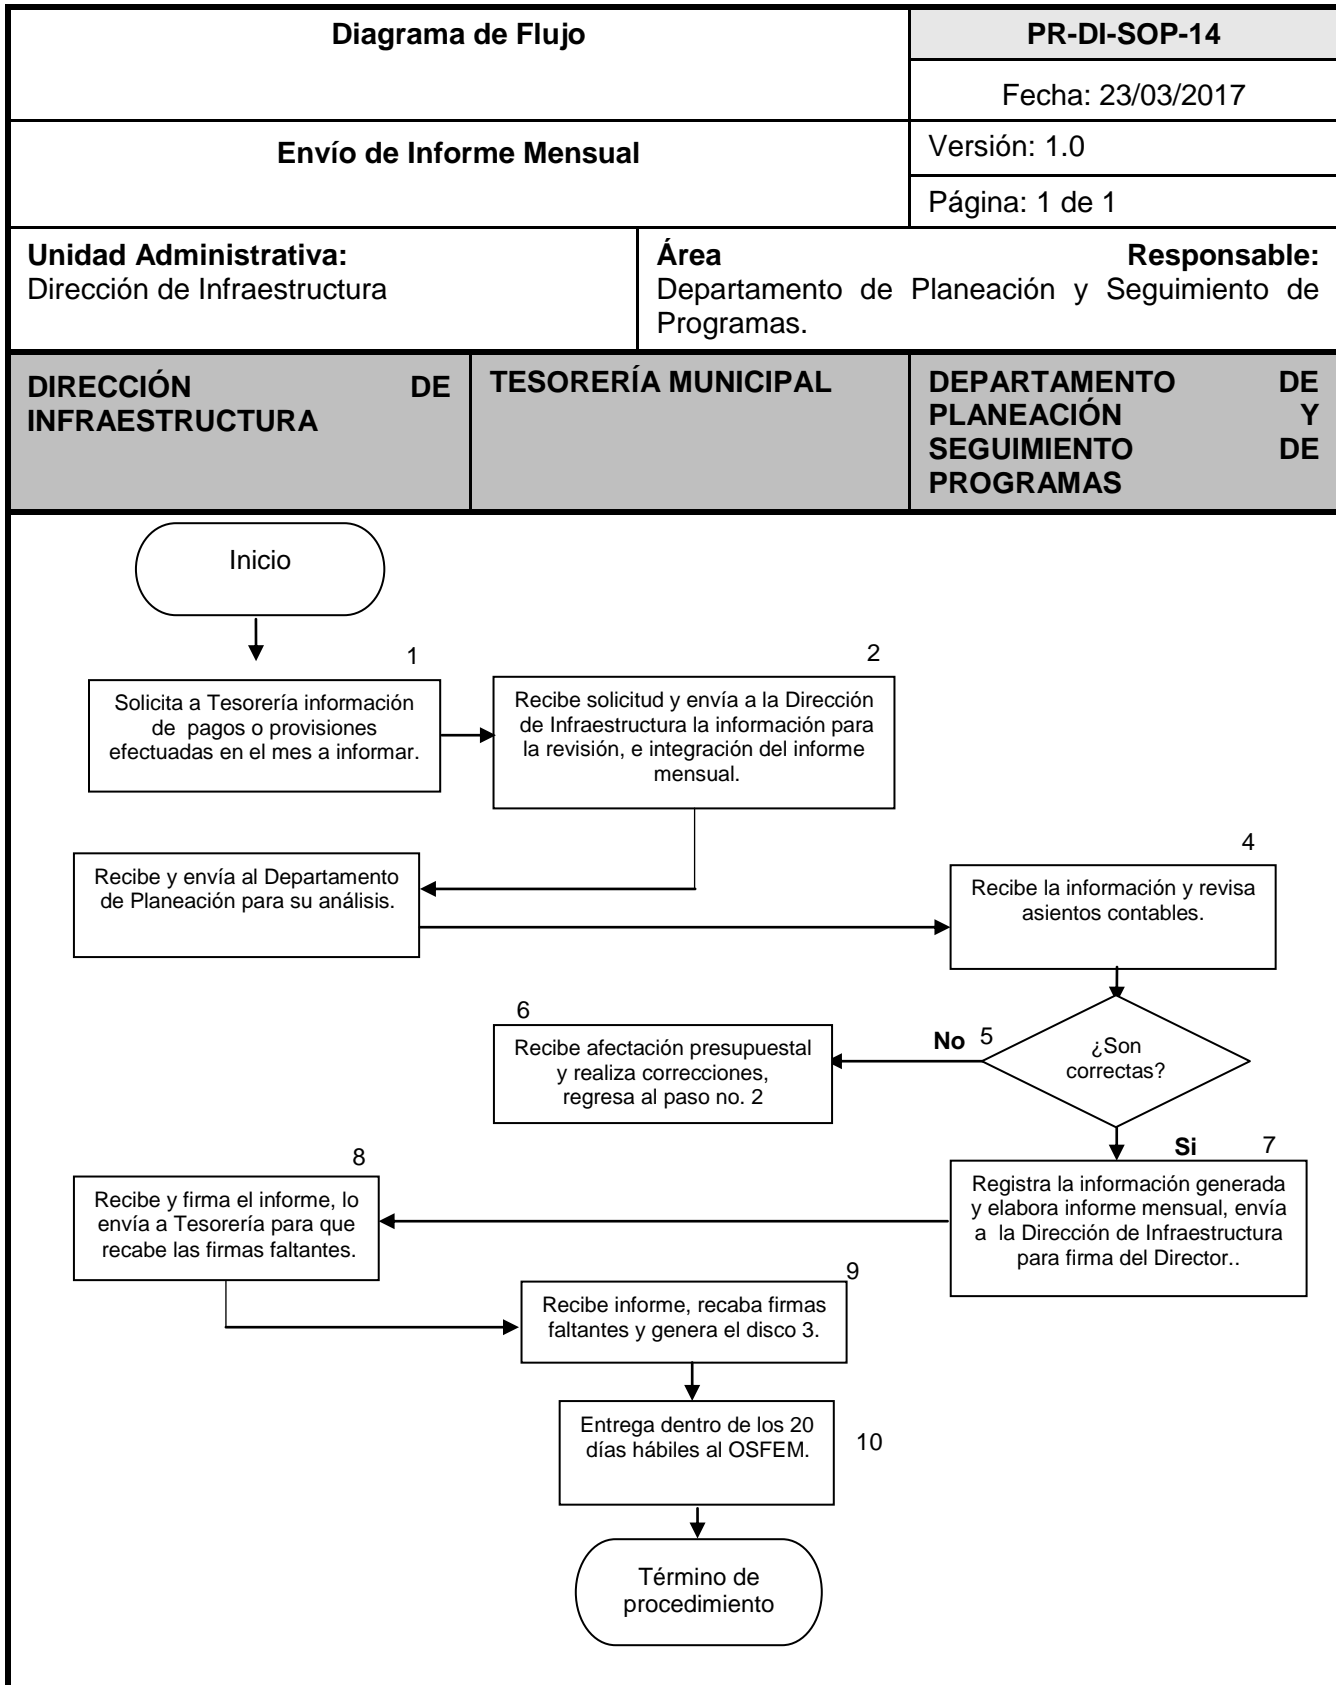 Diagrama de Flujo
PR-DI-SOP-14
Fecha: 23/03/2017
Envío de Informe Mensual
Versión: 1.0
Página: 1 de 1
Unidad Administrativa:
Dirección de Infraestructura
Área Responsable:
Departamento de Planeación y Seguimiento de
Programas.
DIRECCIÓN DE
INFRAESTRUCTURA
TESORERÍA MUNICIPAL
DEPARTAMENTO DE
PLANEACIÓN Y
SEGUIMIENTO DE
PROGRAMAS
Inicio
1
Solicita a Tesorería información
de pagos o provisiones
efectuadas en el mes a informar.
2
Recibe solicitud y envía a la Dirección
de Infraestructura la información para
la revisión, e integración del informe
mensual.
Recibe y envía al Departamento
de Planeación para su análisis.
4
Recibe la información y revisa
asientos contables.
No 5
¿Son
correctas?
6
Recibe afectación presupuestal
y realiza correcciones,
regresa al paso no. 2
Si 7
Registra la información generada
y elabora informe mensual, envía
a la Dirección de Infraestructura
para firma del Director..
8
Recibe y firma el informe, lo
envía a Tesorería para que
recabe las firmas faltantes.
9
Recibe informe, recaba firmas
faltantes y genera el disco 3.
Entrega dentro de los 20
días hábiles al OSFEM.
10
Término de
procedimiento